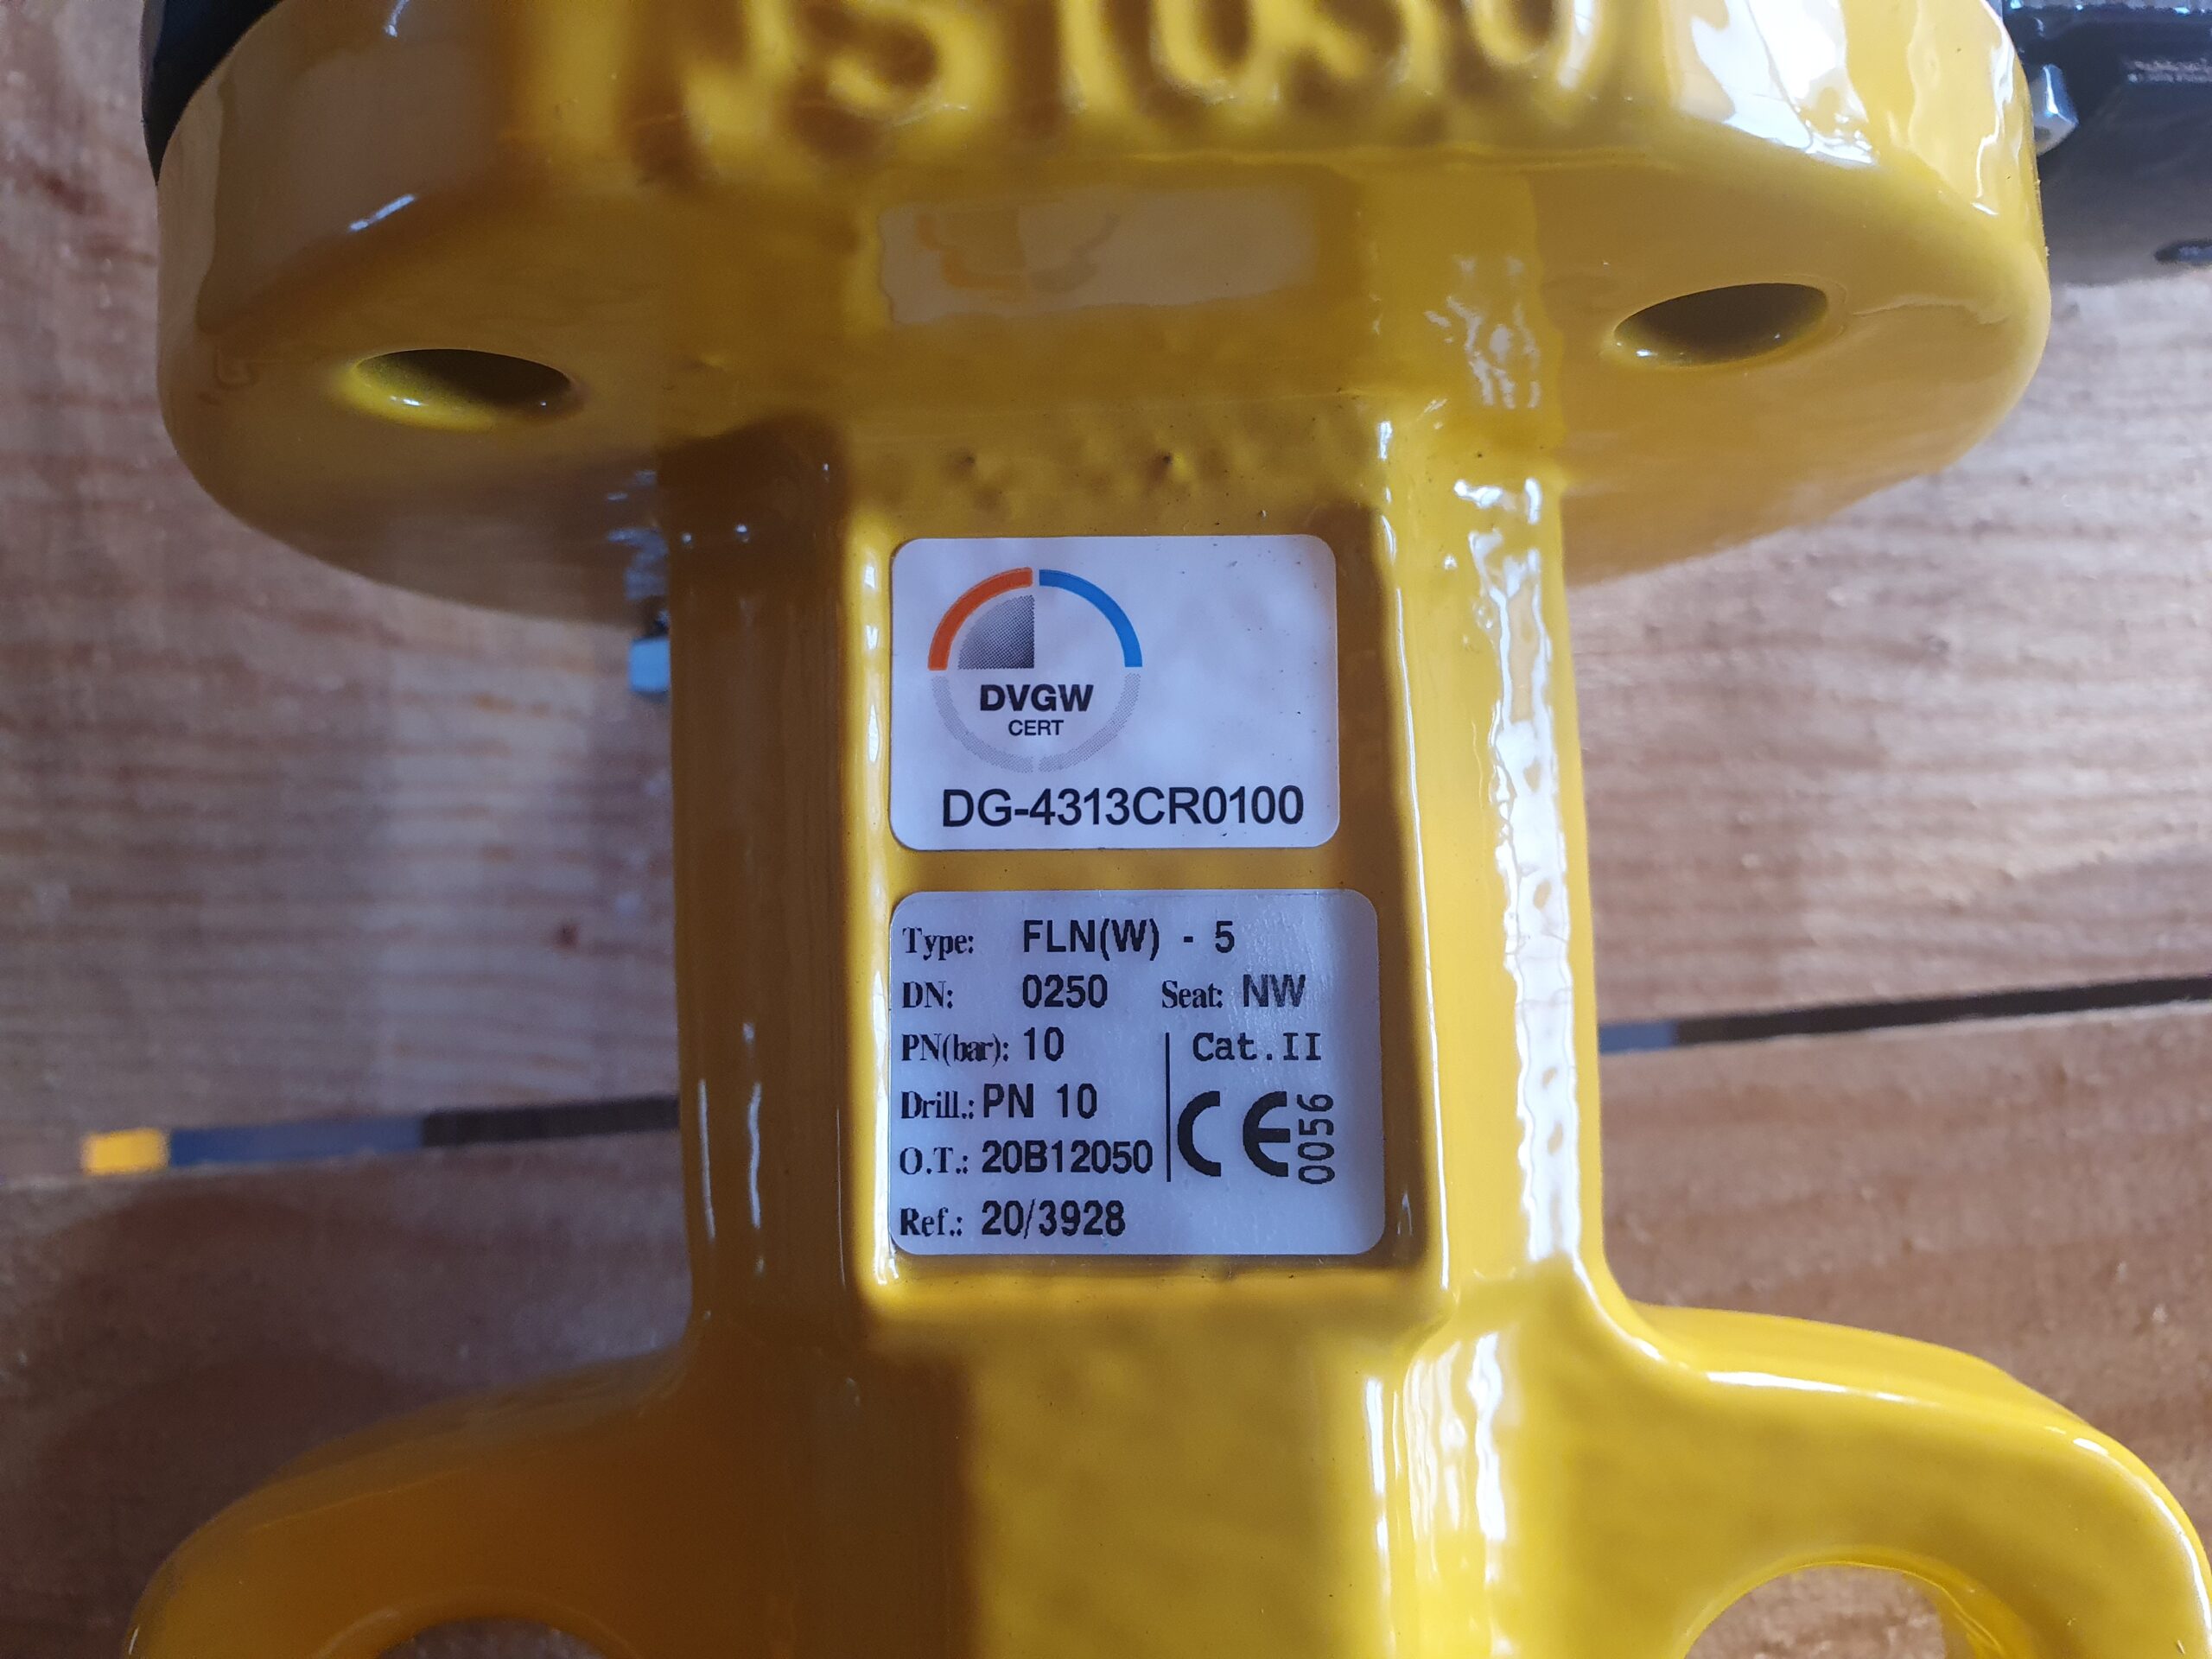 DVGW
CERT
DG-4313CR0100
Type: FLN(W) - 5
DN: 0250 Seat: NW
PN(bar): 10 Cat.II
Drill.: PN 10
CE 0056
O.T.: 20B12050
Ref.: 20/3928